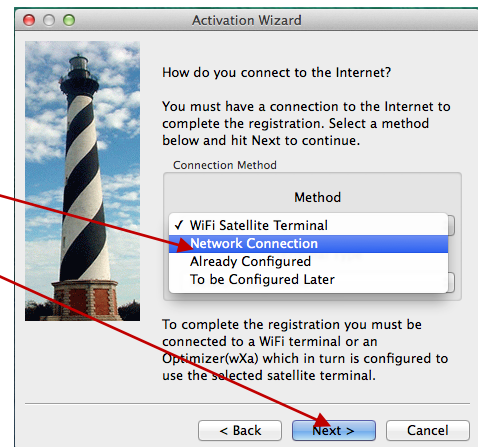 Activation Wizard
How do you connect to the Internet?
You must have a connection to the Internet to
complete the registration. Select a method
below and hit Next to continue.
Connection Method
Method
✓ WiFi Satellite Terminal
Network Connection
Already Configured
To be Configured Later
To complete the registration you must be
connected to a WiFi terminal or an
Optimizer(wXa) which in turn is configured to
use the selected satellite terminal.
< Back
Next >
Cancel